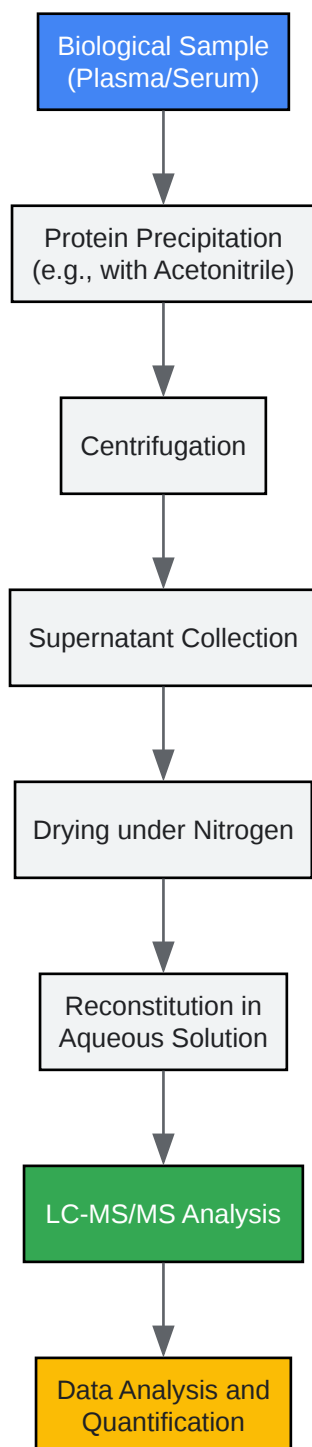 Biological Sample
(Plasma/Serum)
Protein Precipitation
(e.g., with Acetonitrile)
Centrifugation
Supernatant Collection
Drying under Nitrogen
Reconstitution in
Aqueous Solution
LC-MS/MS Analysis
Data Analysis and
Quantification